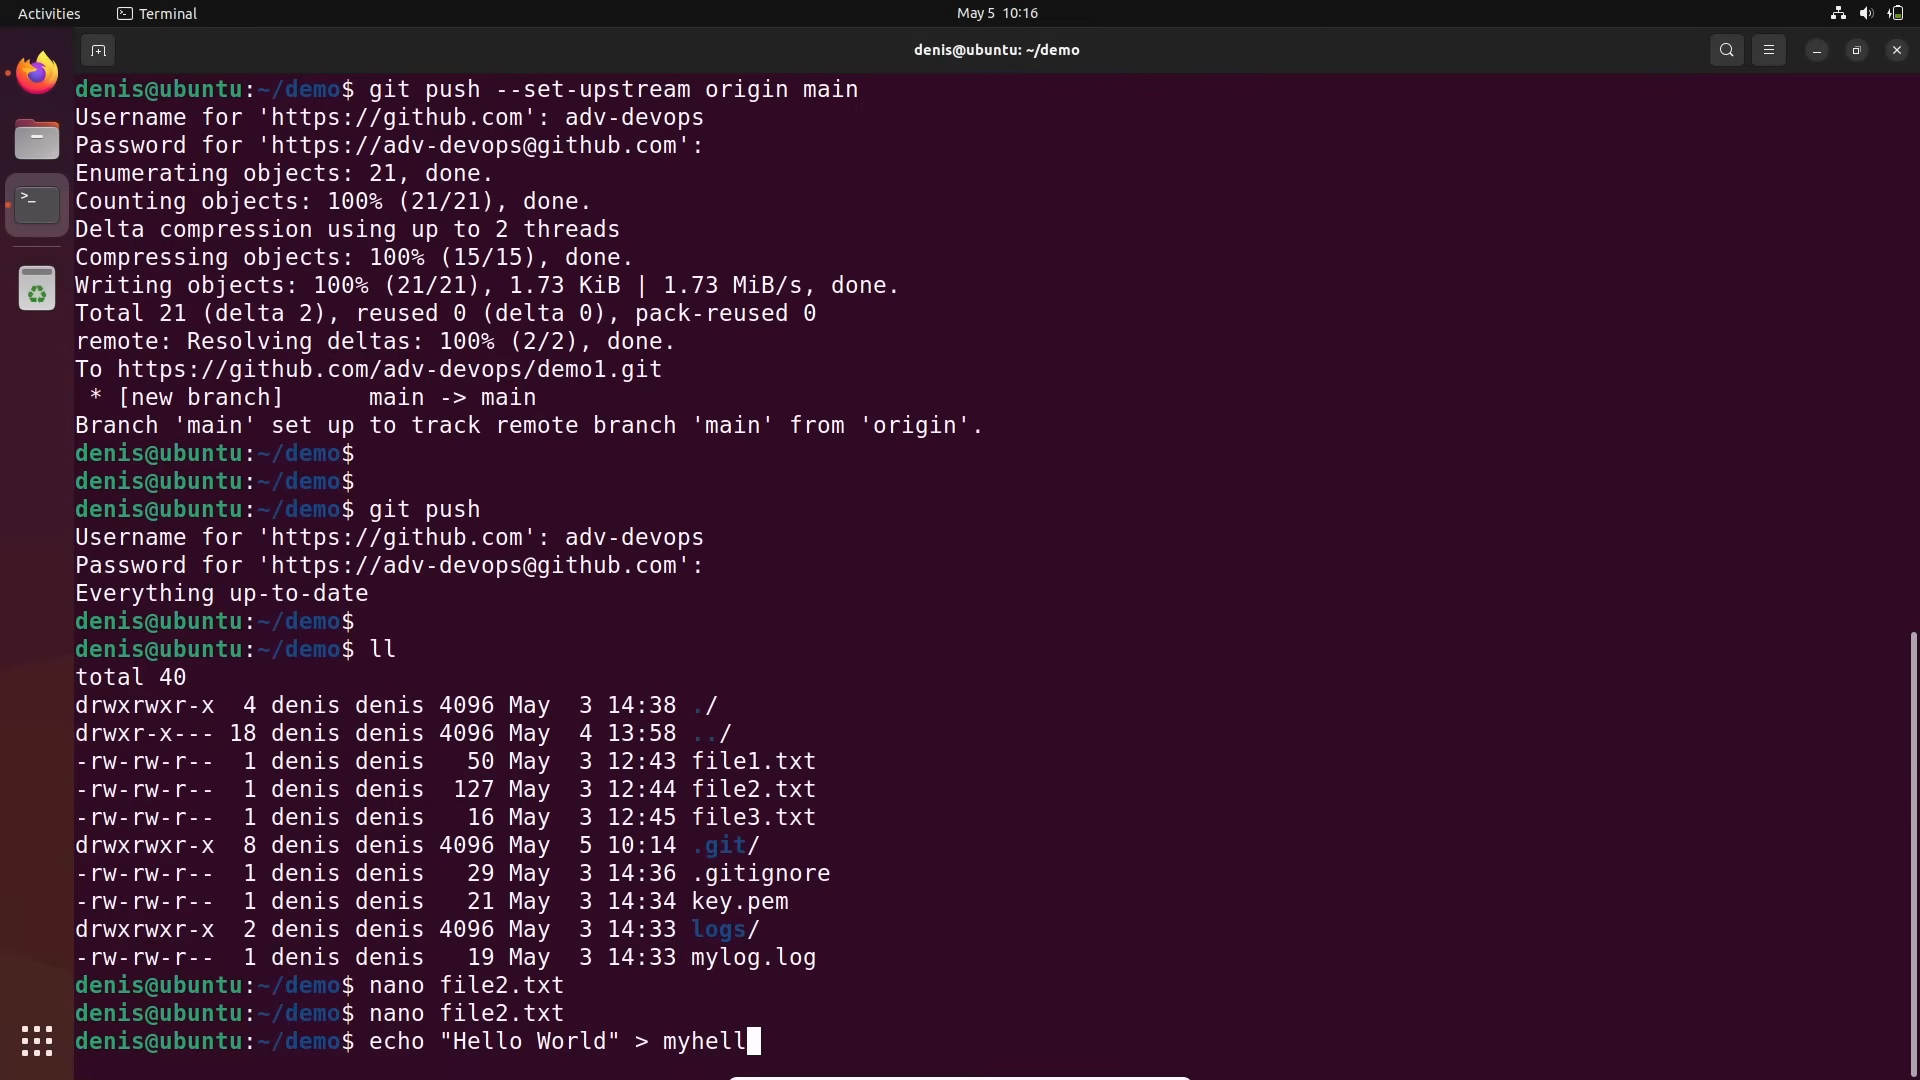 Activities
Terminal
May 5 10:16
denis@ubuntu: ~/demo
denis@ubuntu:~/demo$ git push --set-upstream origin main
Username for 'https://github.com': adv-devops
Password for 'https://adv-devops@github.com':
Enumerating objects: 21, done.
Counting objects: 100% (21/21), done.
Delta compression using up to 2 threads
Compressing objects: 100% (15/15), done.
Writing objects: 100% (21/21), 1.73 KiB | 1.73 MiB/s, done.
Total 21 (delta 2), reused 0 (delta 0), pack-reused 0
remote: Resolving deltas: 100% (2/2), done.
To https://github.com/adv-devops/demo1.git
 * [new branch]      main -> main
Branch 'main' set up to track remote branch 'main' from 'origin'.
denis@ubuntu:~/demo$
denis@ubuntu:~/demo$
denis@ubuntu:~/demo$ git push
Username for 'https://github.com': adv-devops
Password for 'https://adv-devops@github.com':
Everything up-to-date
denis@ubuntu:~/demo$
denis@ubuntu:~/demo$ ll
total 40
drwxrwxr-x  4 denis denis 4096 May  3 14:38 ./
drwxr-x--- 18 denis denis 4096 May  4 13:58 ../
-rw-rw-r--  1 denis denis   50 May  3 12:43 file1.txt
-rw-rw-r--  1 denis denis  127 May  3 12:44 file2.txt
-rw-rw-r--  1 denis denis   16 May  3 12:45 file3.txt
drwxrwxr-x  8 denis denis 4096 May  5 10:14 .git/
-rw-rw-r--  1 denis denis   29 May  3 14:36 .gitignore
-rw-rw-r--  1 denis denis   21 May  3 14:34 key.pem
drwxrwxr-x  2 denis denis 4096 May  3 14:33 logs/
-rw-rw-r--  1 denis denis   19 May  3 14:33 mylog.log
denis@ubuntu:~/demo$ nano file2.txt
denis@ubuntu:~/demo$ nano file2.txt
denis@ubuntu:~/demo$ echo "Hello World" > myhell